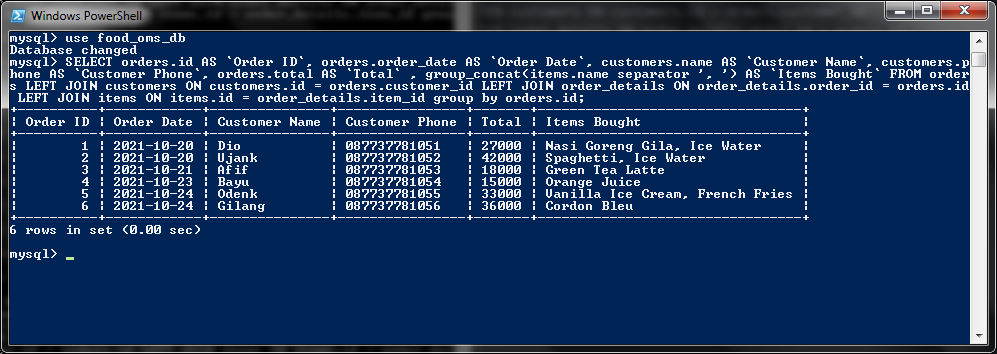 Windows PowerShell
mysql> use food_oms_db
Database changed
mysql> SELECT orders.id AS `Order ID`, orders.order_date AS `Order Date`, customers.name AS `Customer Name`, customers.p
hone AS `Customer Phone`, orders.total AS `Total` , group_concat(items.name separator ', ') AS `Items Bought` FROM order
s LEFT JOIN customers ON customers.id = orders.customer_id LEFT JOIN order_details ON order_details.order_id = orders.id
 LEFT JOIN items ON items.id = order_details.item_id group by orders.id;
+----------+------------+---------------+----------------+-------+---------------------------------+
| Order ID | Order Date | Customer Name | Customer Phone | Total | Items Bought                    |
+----------+------------+---------------+----------------+-------+---------------------------------+
|        1 | 2021-10-20 | Dio           | 087737781051   | 27000 | Nasi Goreng Gila, Ice Water     |
|        2 | 2021-10-20 | Ujank         | 087737781052   | 42000 | Spaghetti, Ice Water            |
|        3 | 2021-10-21 | Afif          | 087737781053   | 18000 | Green Tea Latte                 |
|        4 | 2021-10-23 | Bayu          | 087737781054   | 15000 | Orange Juice                    |
|        5 | 2021-10-24 | Odenk         | 087737781055   | 33000 | Vanilla Ice Cream, French Fries |
|        6 | 2021-10-24 | Gilang        | 087737781056   | 36000 | Cordon Bleu                     |
+----------+------------+---------------+----------------+-------+---------------------------------+
6 rows in set (0.00 sec)
mysql>